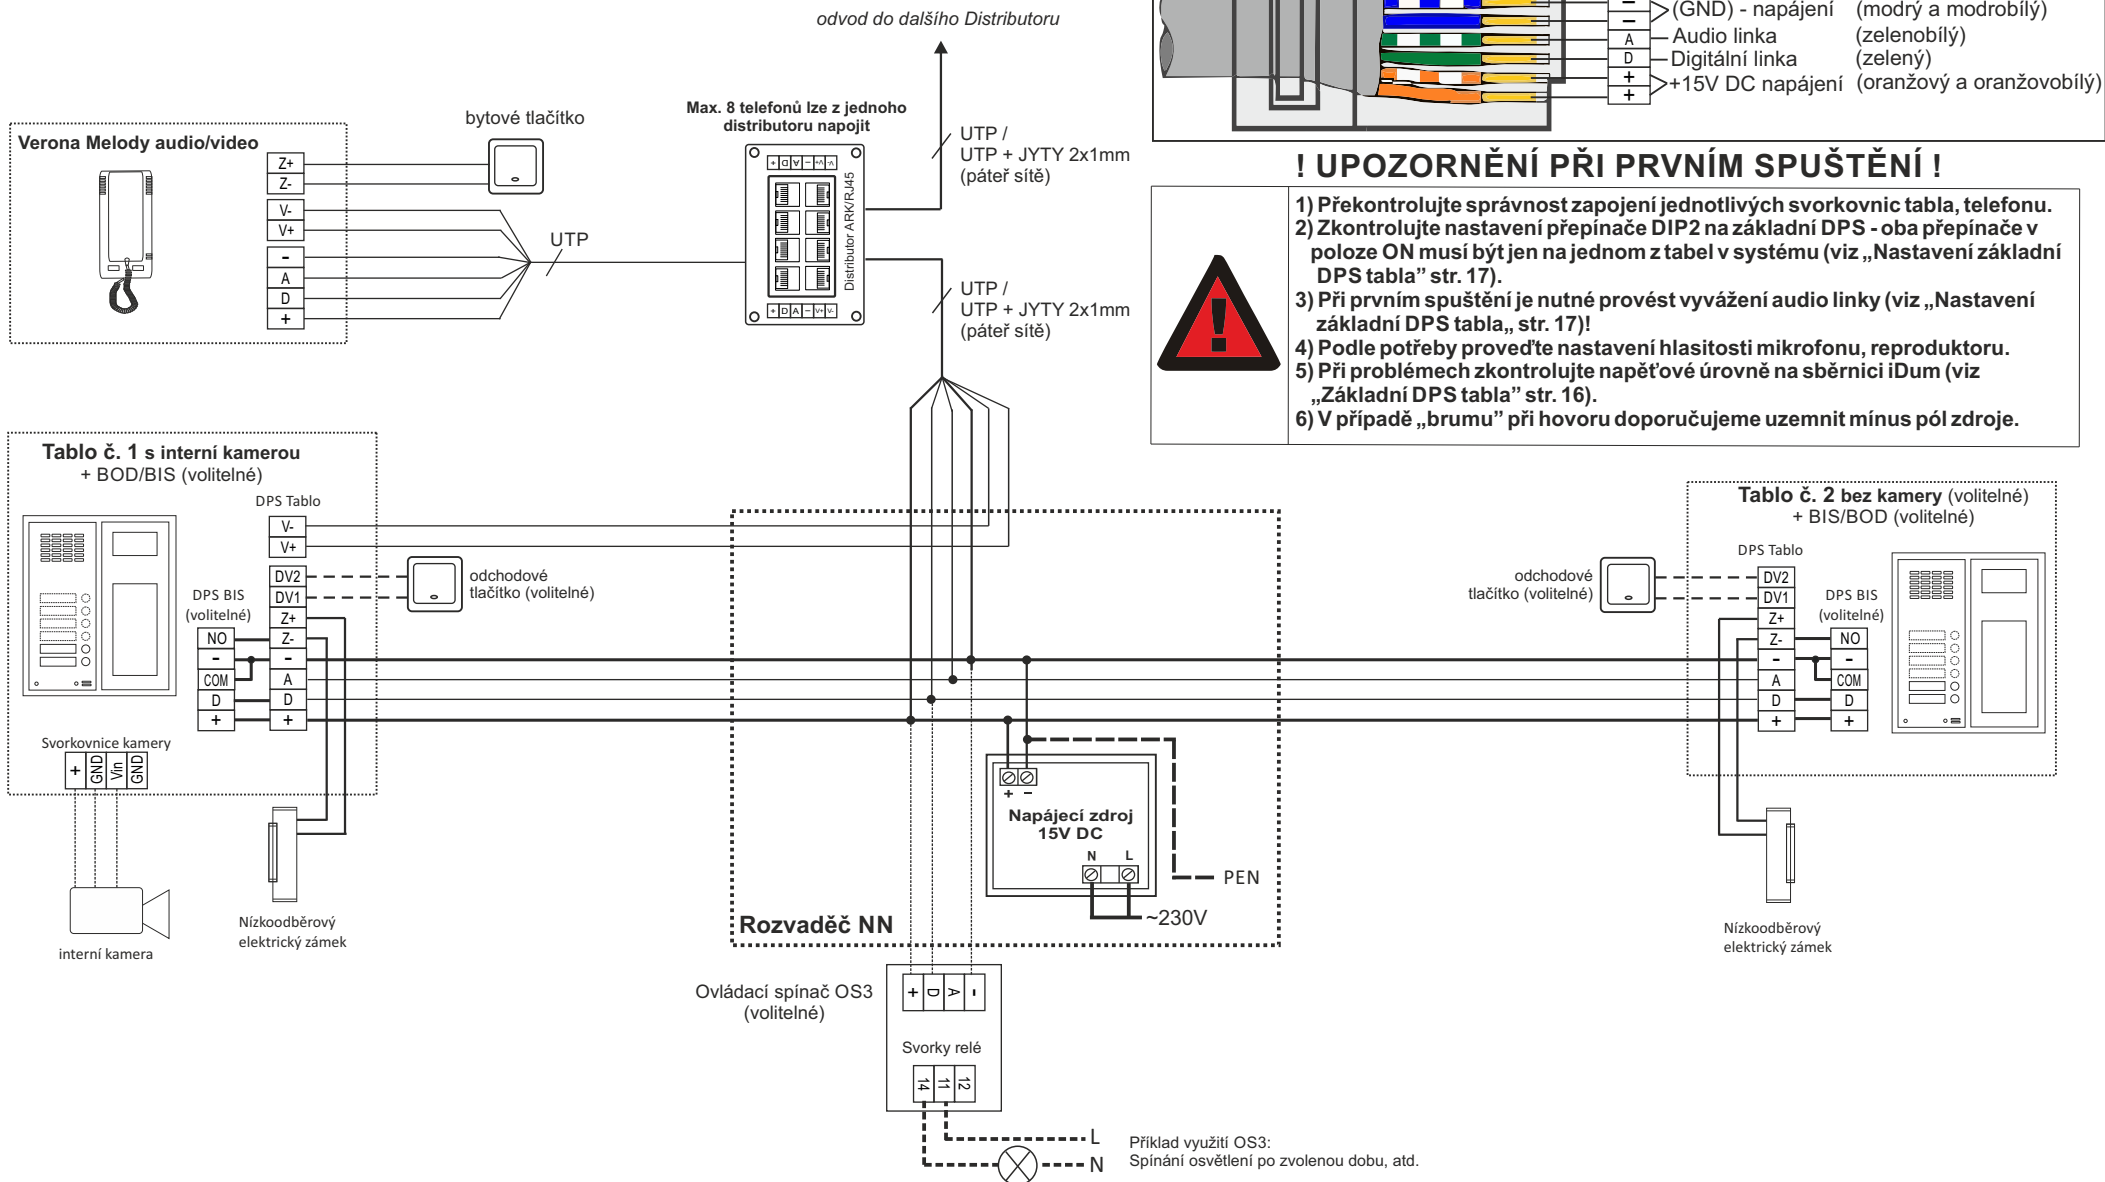 odvod do dalšího Distributoru
(GND) - napájení (modrý a modrobílý)
A Audio linka (zelenobílý)
D Digitální linka (zelený)
+ +15V DC napájení (oranžový a oranžovobílý)
+
Max. 8 telefonů lze z jednoho
distributoru napojit
bytové tlačítko
Verona Melody audio/video
Z+
Z-
V-
V+
-
A
D
+
UTP
+ D A - V+ V-
Distributor ARK/RJ45
+ D A - V+ V-
UTP /
UTP + JYTY 2x1mm
(páteř sítě)
UTP /
UTP + JYTY 2x1mm
(páteř sítě)
! UPOZORNĚNÍ PŘI PRVNÍM SPUŠTĚNÍ !
!
1) Překontrolujte správnost zapojení jednotlivých svorkovnic tabla, telefonu.
2) Zkontrolujte nastavení přepínače DIP2 na základní DPS - oba přepínače v
poloze ON musí být jen na jednom z tabel v systému (viz „Nastavení základní
DPS tabla” str. 17).
3) Při prvním spuštění je nutné provést vyvážení audio linky (viz „Nastavení
základní DPS tabla„ str. 17)!
4) Podle potřeby proveďte nastavení hlasitosti mikrofonu, reproduktoru.
5) Při problémech zkontrolujte napěťové úrovně na sběrnici iDum (viz
„Základní DPS tabla” str. 16).
6) V případě „brumu” při hovoru doporučujeme uzemnit mínus pól zdroje.
Tablo č. 1 s interní kamerou
+ BOD/BIS (volitelné)
DPS Tablo
V-
V+
DV2
DV1
Z+
Z-
-
A
D
+
odchodové
tlačítko (volitelné)
DPS BIS
(volitelné)
NO
-
COM
D
+
Svorkovnice kamery
+ GND Vin GND
interní kamera
Nízkoodběrový
elektrický zámek
+ -
Napájecí zdroj
15V DC
N L
PEN
~230V
Rozvaděč NN
Tablo č. 2 bez kamery (volitelné)
+ BIS/BOD (volitelné)
DPS Tablo
DV2
DV1
Z+
Z-
-
A
D
+
odchodové
tlačítko (volitelné)
DPS BIS
(volitelné)
NO
-
COM
D
+
Nízkoodběrový
elektrický zámek
Ovládací spínač OS3
(volitelné)
+ D A -
Svorky relé
14 11 12
L
N
Příklad využití OS3:
Spínání osvětlení po zvolenou dobu, atd.